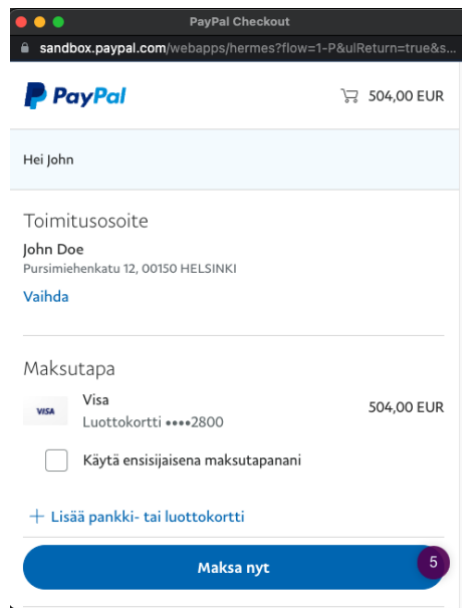 PayPal Checkout
sandbox.paypal.com/webapps/hermes?flow=1-P&ulReturn=true&s...
PayPal 504,00 EUR
Hei John
Toimitusosoite
John Doe
Pursimiehenkatu 12, 00150 HELSINKI
Vaihda
Maksutapa
VISA Visa 504,00 EUR
Luottokortti ••••2800
Käytä ensisijaisena maksutapanani
+ Lisää pankki- tai luottokortti
Maksa nyt 5